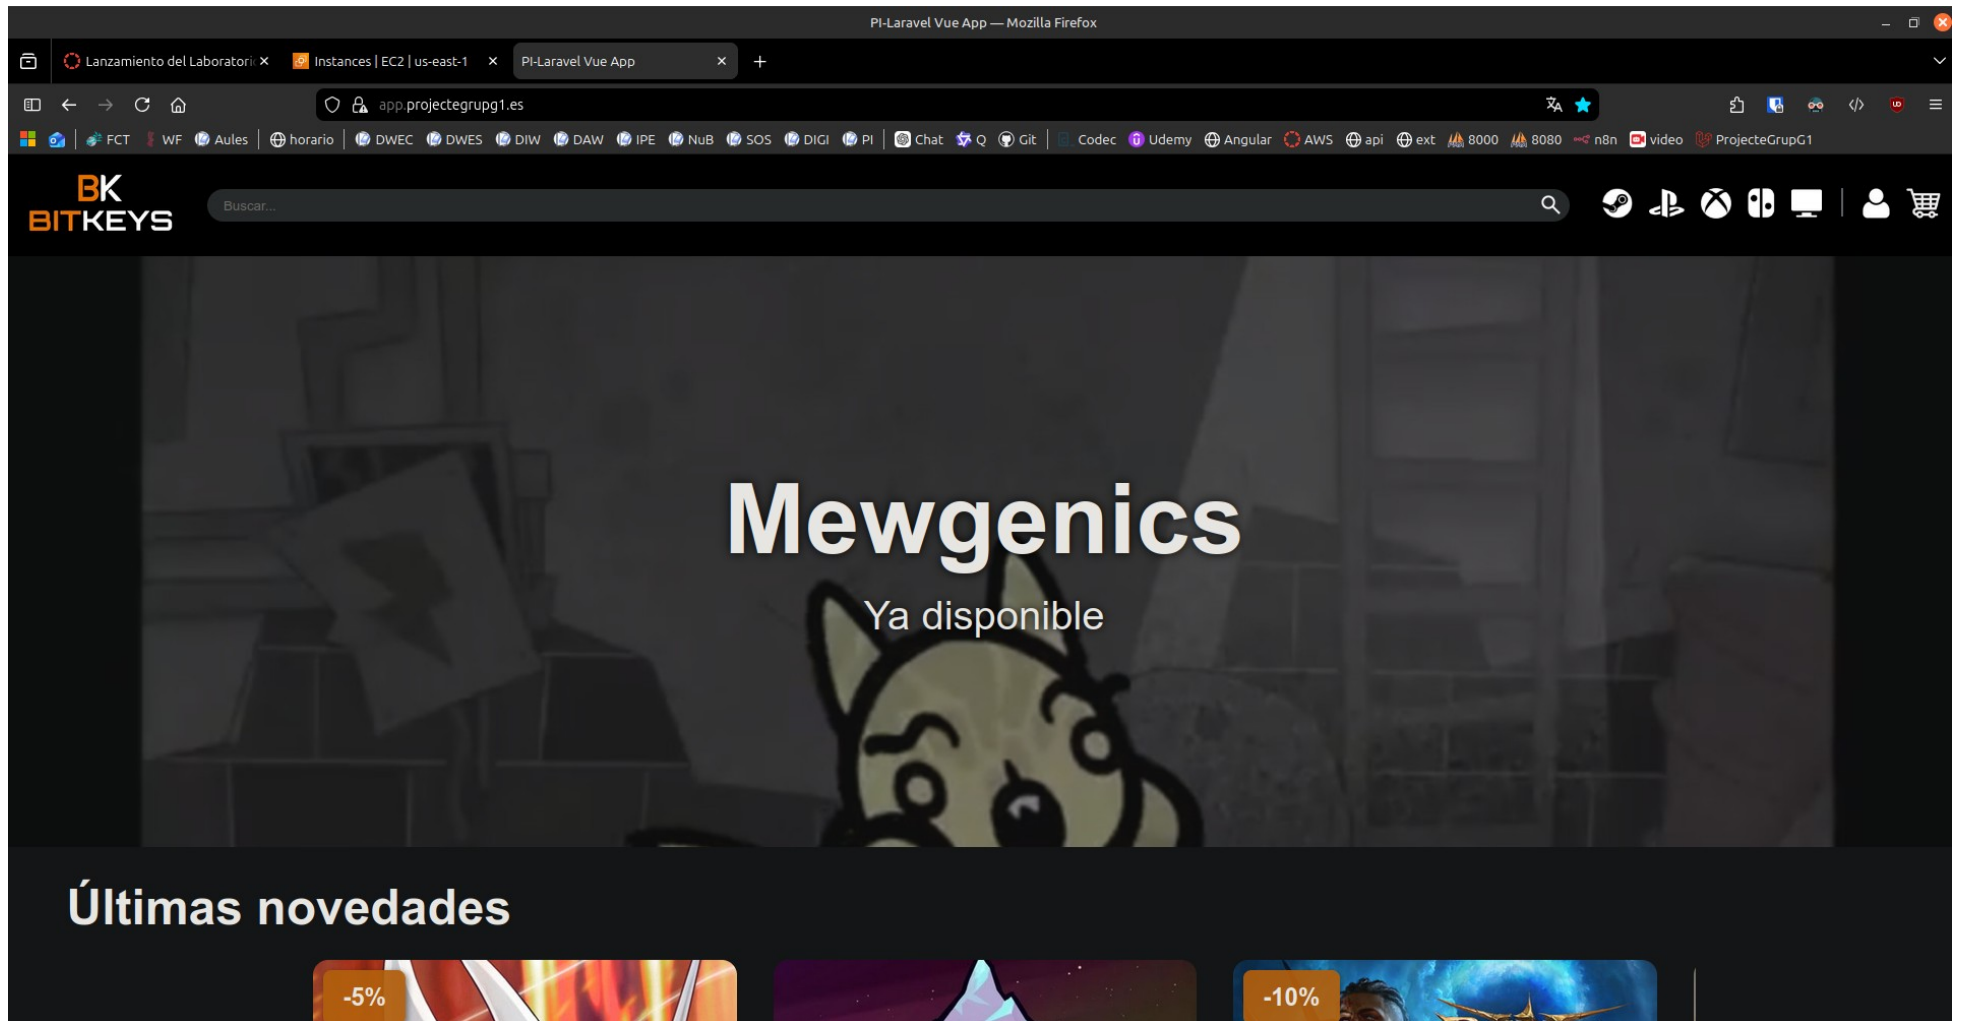 PI-Laravel Vue App — Mozilla Firefox
Lanzamiento del Laboratori
Instances | EC2 | us-east-1
PI-Laravel Vue App
app.projectegrupg1.es
FCT WF Aules horario DWEC DWES DIW DAW IPE NuB SOS DIGI PI Chat Q Git Codec Udemy Angular AWS api ext 8000 8080 n8n video ProjecteGrupG1
BK
BITKEYS
Buscar...
Mewgenics
Ya disponible
Últimas novedades
-5%
-10%